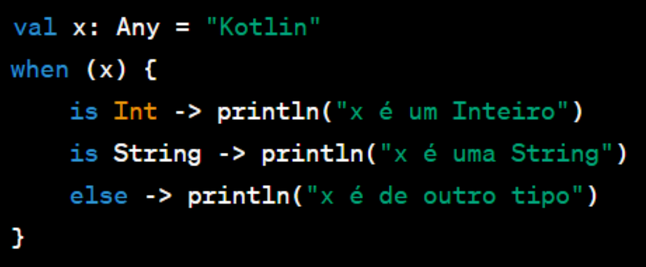 val x: Any = "Kotlin"
when (x) {
    is Int -> println("x é um Inteiro")
    is String -> println("x é uma String")
    else -> println("x é de outro tipo")
}